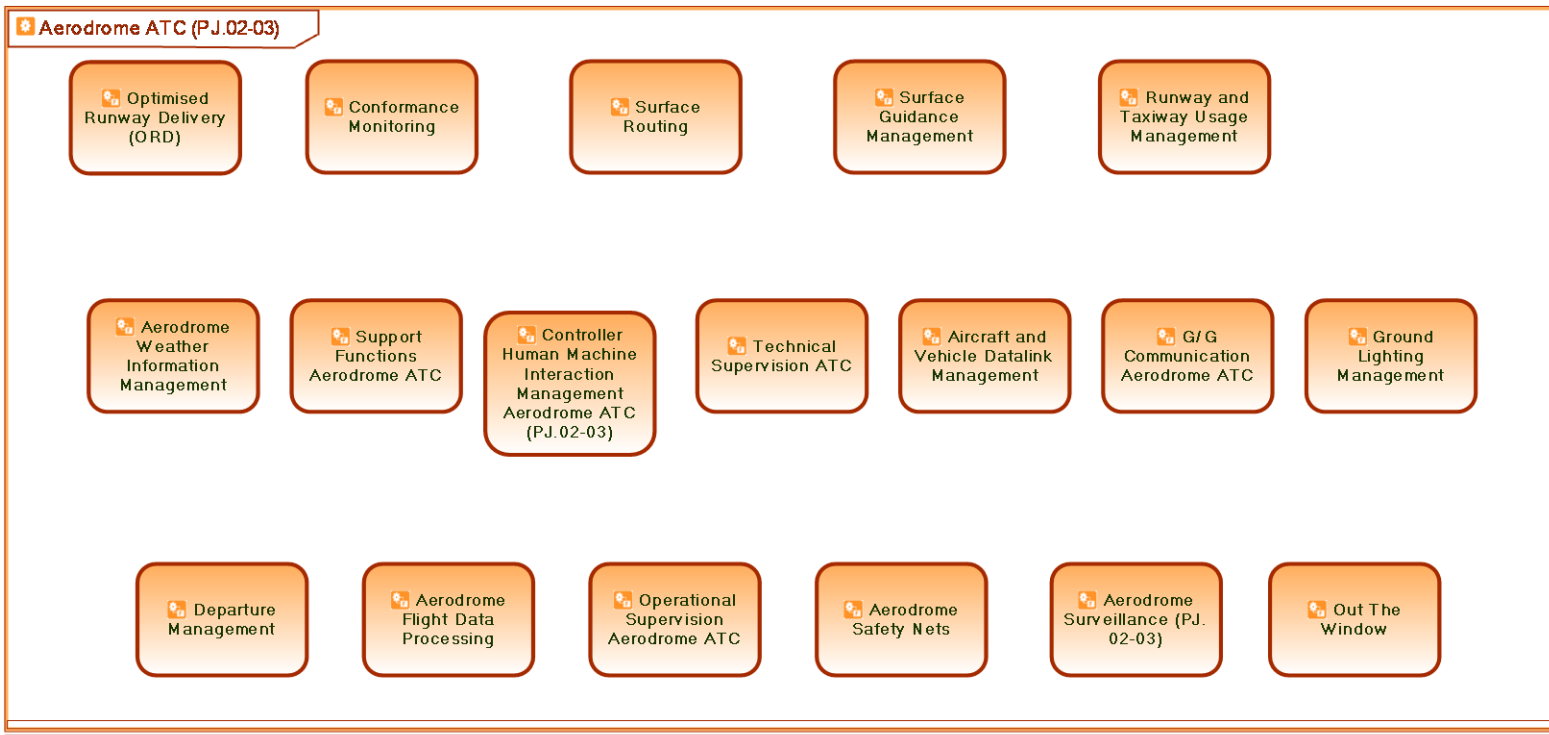 Aerodrome ATC (PJ.02-03)
Optimised
Runway Delivery
(ORD)
Conformance
Monitoring
Surface
Routing
Surface
Guidance
Management
Runway and
Taxiway Usage
Management
Aerodrome
Weather
Information
Management
Support
Functions
Aerodrome ATC
Controller
Human Machine
Interaction
Management
Aerodrome ATC
(PJ.02-03)
Technical
Supervision ATC
Aircraft and
Vehicle Datalink
Management
G/G
Communication
Aerodrome ATC
Ground
Lighting
Management
Departure
Management
Aerodrome
Flight Data
Processing
Operational
Supervision
Aerodrome ATC
Aerodrome
Safety Nets
Aerodrome
Surveillance (PJ.
02-03)
Out The
Window